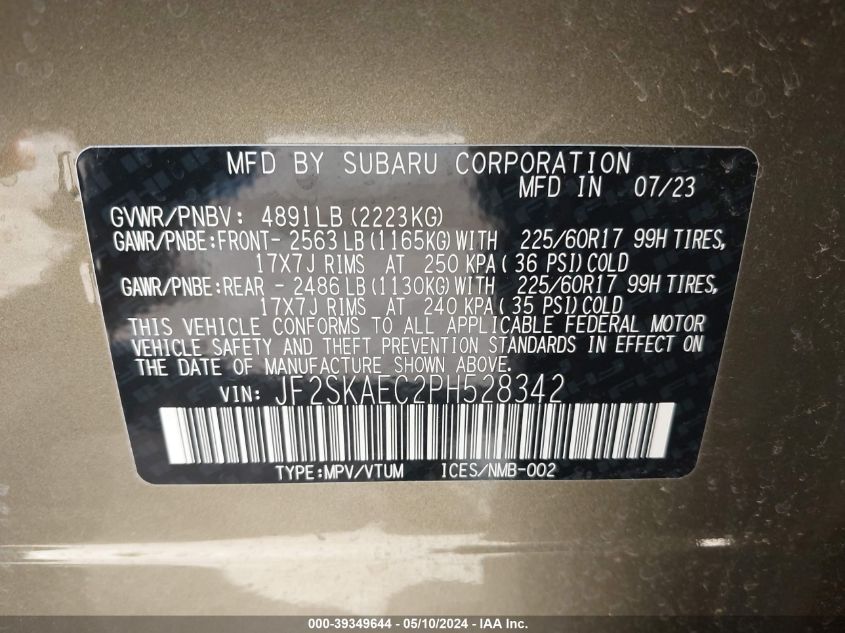 MFD BY SUBARU CORPORATION
MFD IN 07/23
GVWR/PNBV: 4891LB (2223KG)
GAWR/PNBE:FRONT- 2563 LB (1165KG) WITH 225/60R17 99H TIRES,
17X7J RIMS AT 250 KPA ( 36 PSI) COLD
GAWR/PNBE:REAR - 2486 LB (1130KG) WITH 225/60R17 99H TIRES,
17X7J RIMS AT 240 KPA (35 PSI) COLD
THIS VEHICLE CONFORMS TO ALL APPLICABLE FEDERAL MOTOR
VEHICLE SAFETY AND THEFT PREVENTION STANDARDS IN EFFECT ON
THE DATE OF MANUFACTURE SHOWN ABOVE.
VIN: JF2SKAEC2PH528342
TYPE:MPV/VTUM ICES/NMB-002
000-39349644 - 05/10/2024 - IAA Inc.